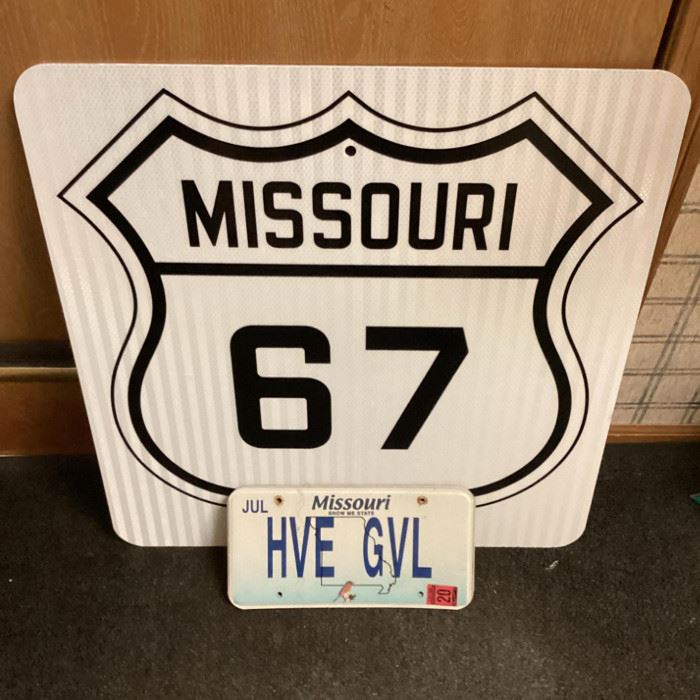 MISSOURI
67
JUL Missouri
SHOW ME STATE
HVE GVL
20